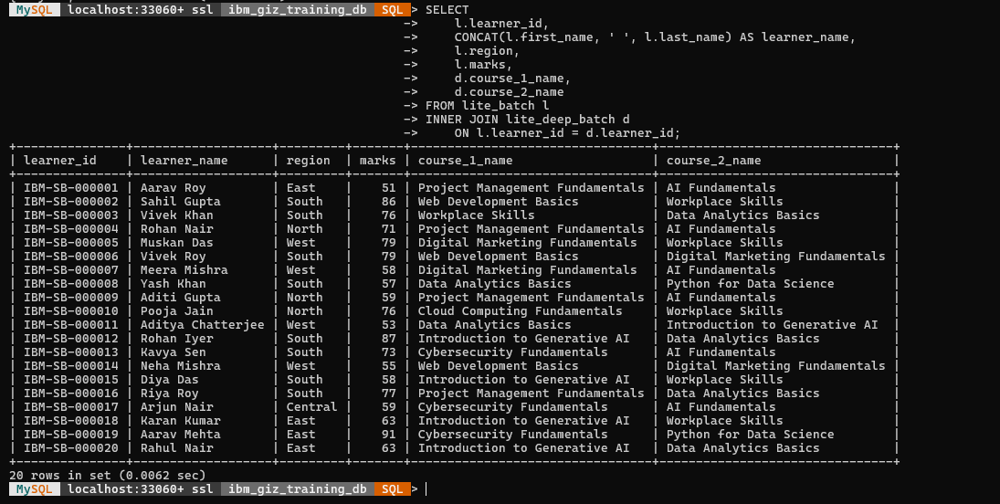 MySQL localhost:33060+ ssl ibm_giz_training_db SQL > SELECT
-> l.learner_id,
-> CONCAT(l.first_name, ' ', l.last_name) AS learner_name,
-> l.region,
-> l.marks,
-> d.course_1_name,
-> d.course_2_name
-> FROM lite_batch l
-> INNER JOIN lite_deep_batch d
-> ON l.learner_id = d.learner_id;
+---------------+-------------------+---------+-------+---------------------------------+-------------------------------+
| learner_id | learner_name | region | marks | course_1_name | course_2_name |
+---------------+-------------------+---------+-------+---------------------------------+-------------------------------+
| IBM-SB-000001 | Aarav Roy | East | 51 | Project Management Fundamentals | AI Fundamentals |
| IBM-SB-000002 | Sahil Gupta | South | 86 | Web Development Basics | Workplace Skills |
| IBM-SB-000003 | Vivek Khan | South | 76 | Workplace Skills | Data Analytics Basics |
| IBM-SB-000004 | Rohan Nair | North | 71 | Project Management Fundamentals | AI Fundamentals |
| IBM-SB-000005 | Muskan Das | West | 79 | Digital Marketing Fundamentals | Workplace Skills |
| IBM-SB-000006 | Vivek Roy | South | 79 | Web Development Basics | Digital Marketing Fundamentals |
| IBM-SB-000007 | Meera Mishra | West | 58 | Digital Marketing Fundamentals | AI Fundamentals |
| IBM-SB-000008 | Yash Khan | South | 57 | Data Analytics Basics | Python for Data Science |
| IBM-SB-000009 | Aditi Gupta | North | 59 | Project Management Fundamentals | AI Fundamentals |
| IBM-SB-000010 | Pooja Jain | North | 76 | Cloud Computing Fundamentals | Workplace Skills |
| IBM-SB-000011 | Aditya Chatterjee | West | 53 | Data Analytics Basics | Introduction to Generative AI |
| IBM-SB-000012 | Rohan Iyer | South | 87 | Introduction to Generative AI | Data Analytics Basics |
| IBM-SB-000013 | Kavya Sen | South | 73 | Cybersecurity Fundamentals | AI Fundamentals |
| IBM-SB-000014 | Neha Mishra | West | 55 | Web Development Basics | Digital Marketing Fundamentals |
| IBM-SB-000015 | Diya Das | South | 58 | Introduction to Generative AI | Workplace Skills |
| IBM-SB-000016 | Riya Roy | South | 77 | Project Management Fundamentals | Data Analytics Basics |
| IBM-SB-000017 | Arjun Nair | Central | 59 | Cybersecurity Fundamentals | AI Fundamentals |
| IBM-SB-000018 | Karan Kumar | East | 63 | Introduction to Generative AI | Workplace Skills |
| IBM-SB-000019 | Aarav Mehta | East | 91 | Cybersecurity Fundamentals | Python for Data Science |
| IBM-SB-000020 | Rahul Nair | East | 63 | Introduction to Generative AI | Data Analytics Basics |
+---------------+-------------------+---------+-------+---------------------------------+-------------------------------+
20 rows in set (0.0062 sec)
MySQL localhost:33060+ ssl ibm_giz_training_db SQL >